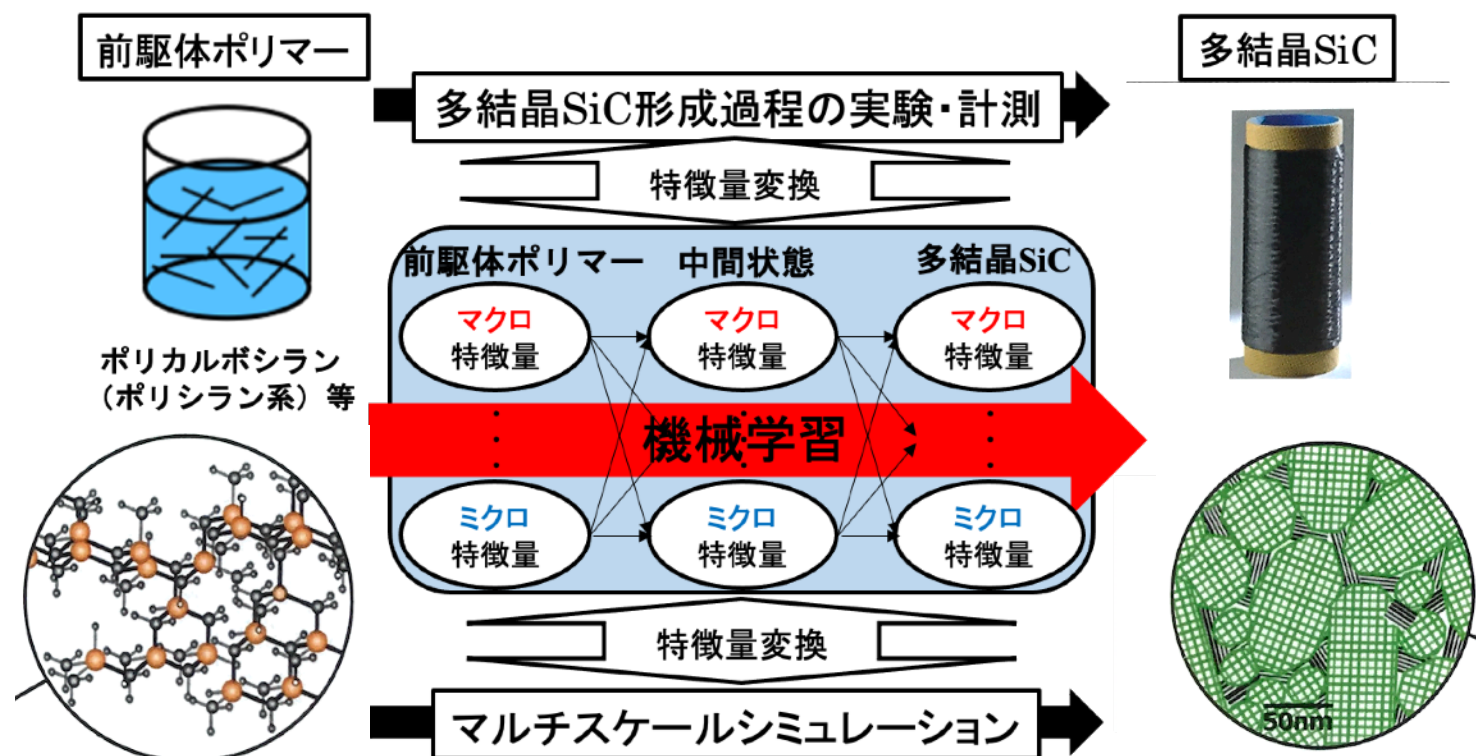 前駆体ポリマー
多結晶SiC形成過程の実験・計測
多結晶SiC
特徴量変換
前駆体ポリマー
中間状態
多結晶SiC
マクロ
特徴量
マクロ
特徴量
マクロ
特徴量
ポリカルボシラン
（ポリシラン系）等
機械学習
ミクロ
特徴量
ミクロ
特徴量
ミクロ
特徴量
特徴量変換
マルチスケールシミュレーション
50nm